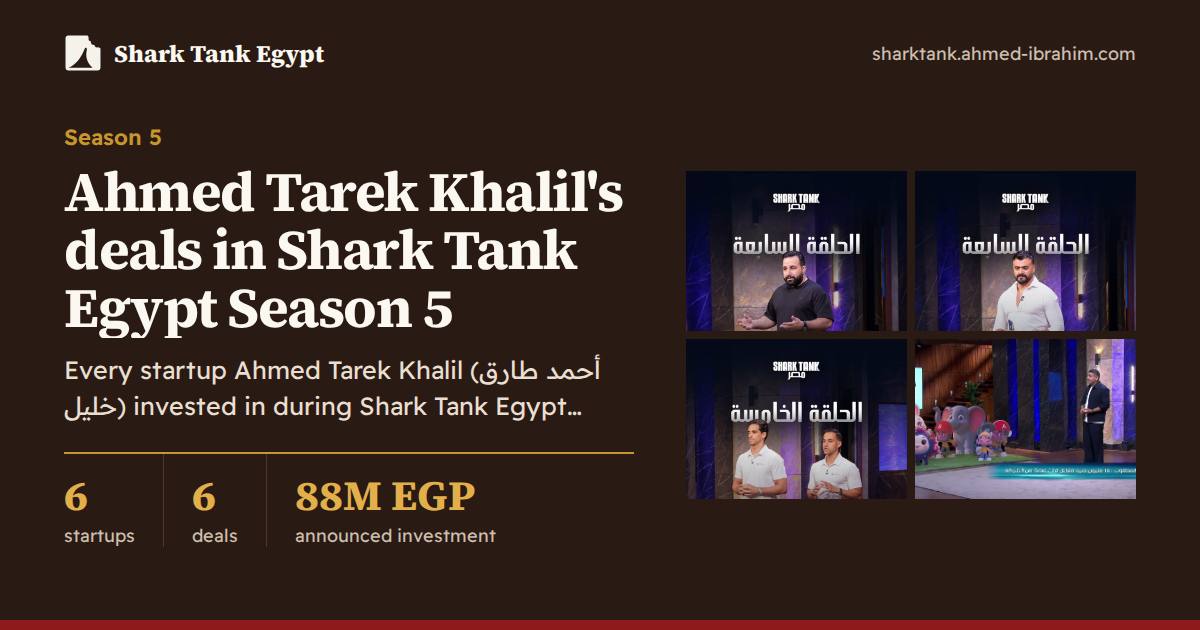 Shark Tank Egypt
sharktank.ahmed-ibrahim.com
Season 5
Ahmed Tarek Khalil's
deals in Shark Tank
Egypt Season 5
Every startup Ahmed Tarek Khalil (أحمد طارق
خليل) invested in during Shark Tank Egypt...
6
startups
6
deals
88M EGP
announced investment
SHARK TANK
مصر
الحلقة السابعة
SHARK TANK
مصر
الحلقة السابعة
SHARK TANK
مصر
الحلقة الخامسة